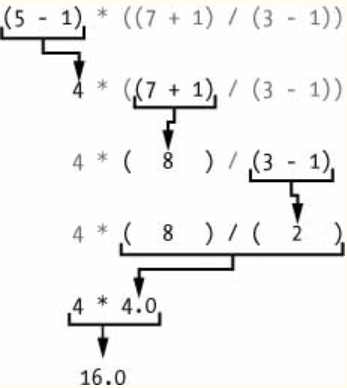 (5 - 1) * ((7 + 1) / (3 - 1))
4 * ((7 + 1) / (3 - 1))
4 * ( 8 ) / (3 - 1)
4 * ( 8 ) / ( 2 )
4 * 4.0
16.0